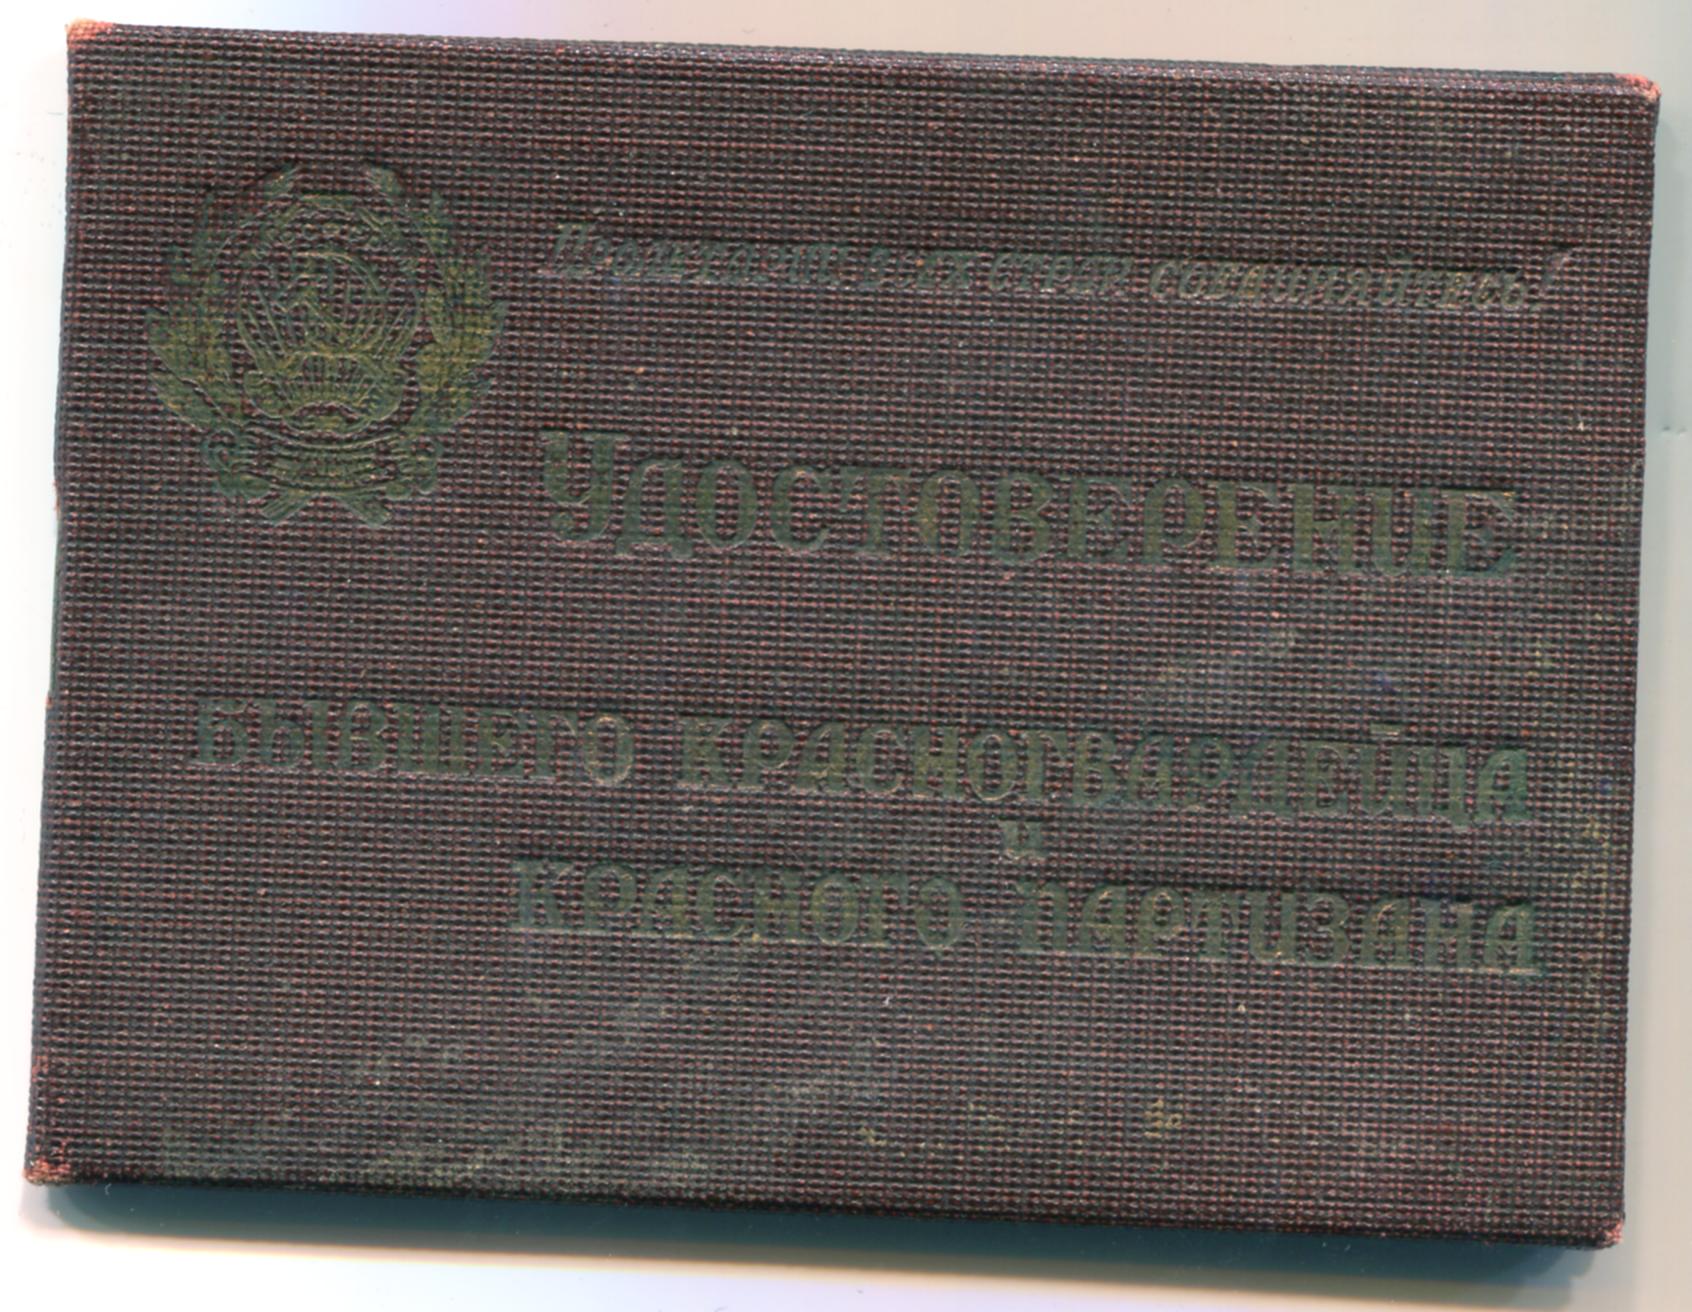 Пролетарии всех стран соединяйтесь!
Удостоверение
бывшего красногвардейца
и
красного партизана